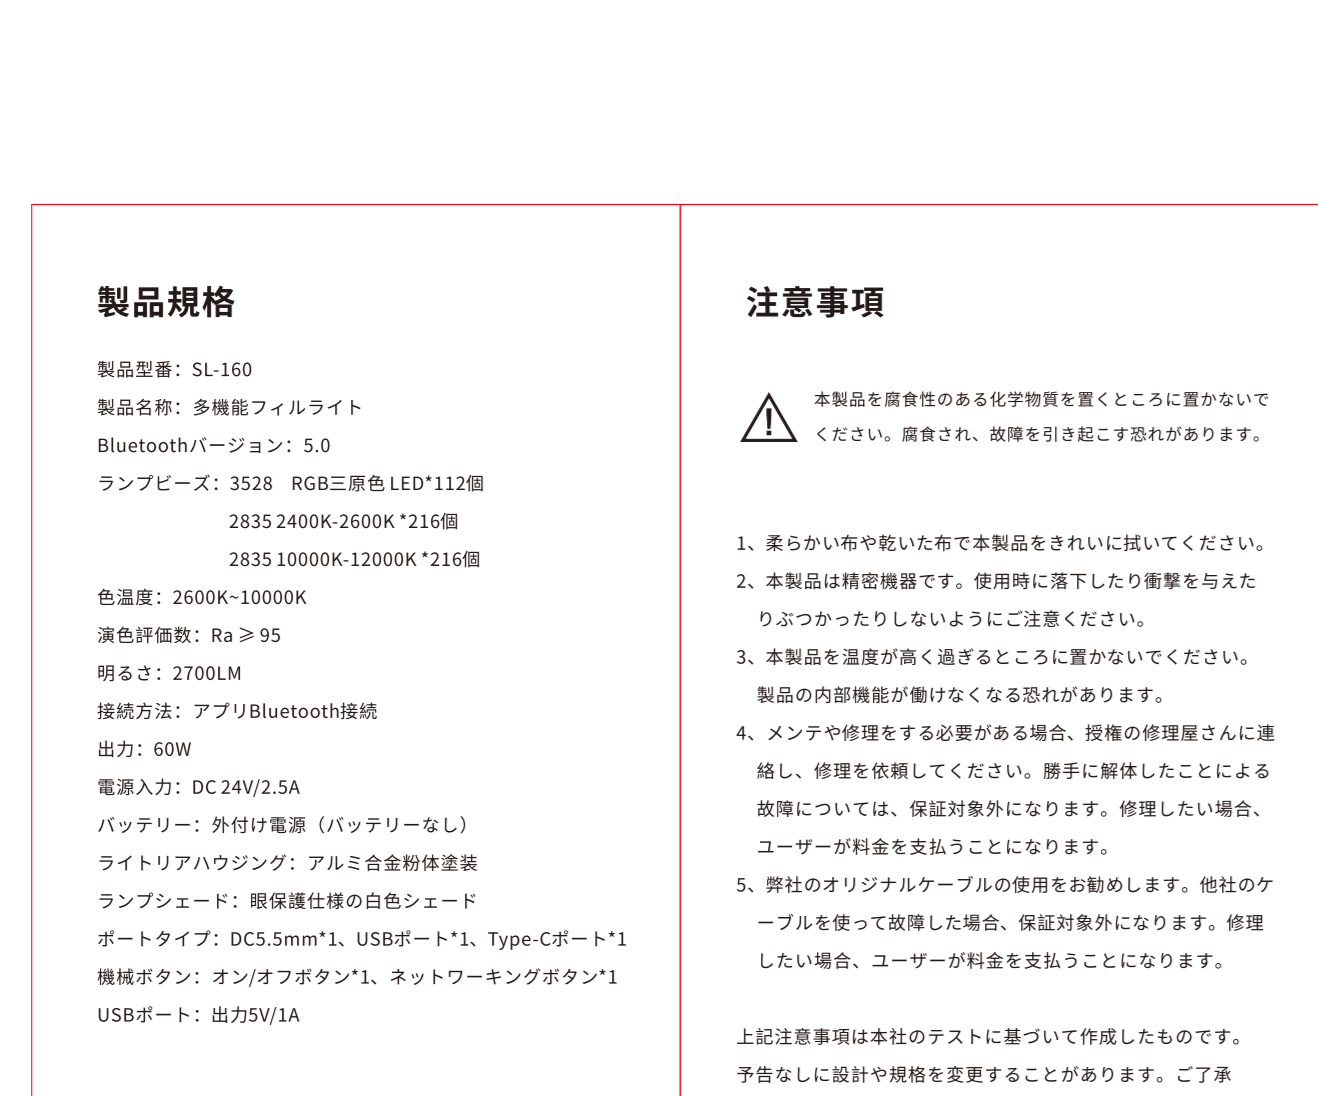 製品規格
製品型番：SL-160
製品名称：多機能フィルライト
Bluetoothバージョン：5.0
ランプビーズ：3528　RGB三原色 LED*112個
2835 2400K-2600K *216個
2835 10000K-12000K *216個
色温度：2600K~10000K
演色評価数：Ra ≥ 95
明るさ：2700LM
接続方法：アプリBluetooth接続
出力：60W
電源入力：DC 24V/2.5A
バッテリー：外付け電源（バッテリーなし）
ライトリアハウジング：アルミ合金粉体塗装
ランプシェード：眼保護仕様の白色シェード
ポートタイプ：DC5.5mm*1、USBポート*1、Type-Cポート*1
機械ボタン：オン/オフボタン*1、ネットワーキングボタン*1
USBポート：出力5V/1A
注意事項
本製品を腐食性のある化学物質を置くところに置かないで
ください。腐食され、故障を引き起こす恐れがあります。
1、柔らかい布や乾いた布で本製品をきれいに拭いてください。
2、本製品は精密機器です。使用時に落下したり衝撃を与えた
りぶつかったりしないようにご注意ください。
3、本製品を温度が高く過ぎるところに置かないでください。
製品の内部機能が働けなくなる恐れがあります。
4、メンテや修理をする必要がある場合、授権の修理屋さんに連
絡し、修理を依頼してください。勝手に解体したことによる
故障については、保証対象外になります。修理したい場合、
ユーザーが料金を支払うことになります。
5、弊社のオリジナルケーブルの使用をお勧めします。他社のケ
ーブルを使って故障した場合、保証対象外になります。修理
したい場合、ユーザーが料金を支払うことになります。
上記注意事項は本社のテストに基づいて作成したものです。
予告なしに設計や規格を変更することがあります。ご了承